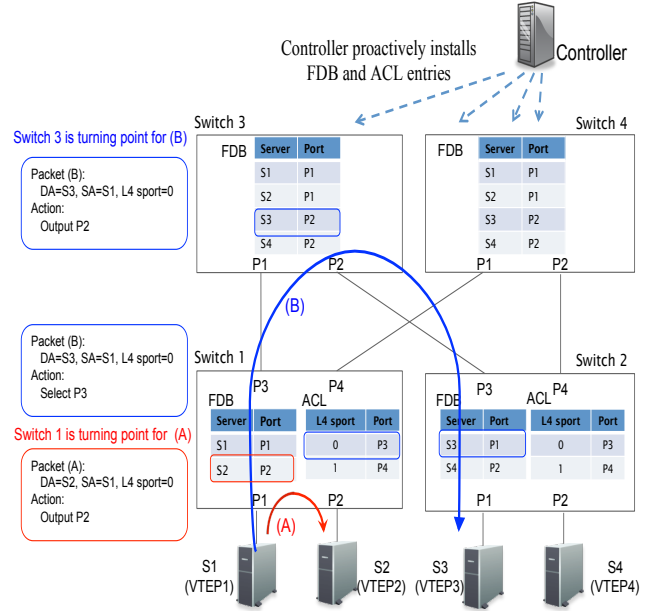 Controller proactively installs
FDB and ACL entries
Controller
Switch 3
Switch 4
Switch 3 is turning point for (B)
Packet (B):
DA=S3, SA=S1, L4 sport=0
Action:
Output P2
FDB
Server Port
S1 P1
S2 P1
S3 P2
S4 P2
P1 P2
FDB
Server Port
S1 P1
S2 P1
S3 P2
S4 P2
P1 P2
(B)
Packet (B):
DA=S3, SA=S1, L4 sport=0
Action:
Select P3
Switch 1 is turning point for (A)
Packet (A):
DA=S2, SA=S1, L4 sport=0
Action:
Output P2
Switch 1
P3 P4
FDB ACL
Server Port
S1 P1
S2 P2
L4 sport Port
0 P3
1 P4
P1 P2
(A)
Switch 2
P3 P4
FDB ACL
Server Port
S3 P1
S4 P2
L4 sport Port
0 P3
1 P4
P1 P2
S1
(VTEP1)
S2
(VTEP2)
S3
(VTEP3)
S4
(VTEP4)